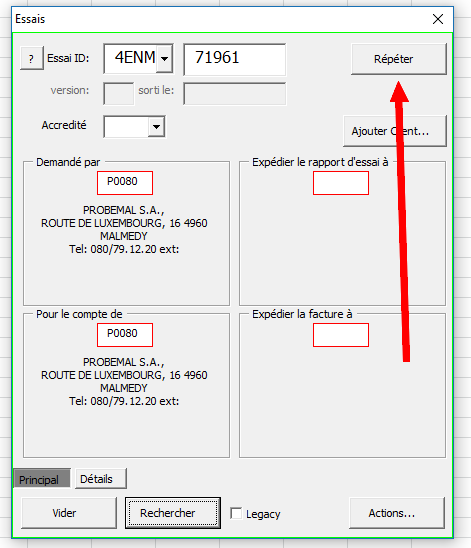 Essais
? Essai ID: 4ENM 71961 Répéter
version: sorti le:
Accredité Ajouter Client...
Demandé par
P0080
PROBEMAL S.A.,
ROUTE DE LUXEMBOURG, 16 4960
MALMEDY
Tel: 080/79.12.20 ext:
Expédier le rapport d'essai à
Pour le compte de
P0080
PROBEMAL S.A.,
ROUTE DE LUXEMBOURG, 16 4960
MALMEDY
Tel: 080/79.12.20 ext:
Expédier la facture à
Principal Détails
Vider Rechercher Legacy Actions...